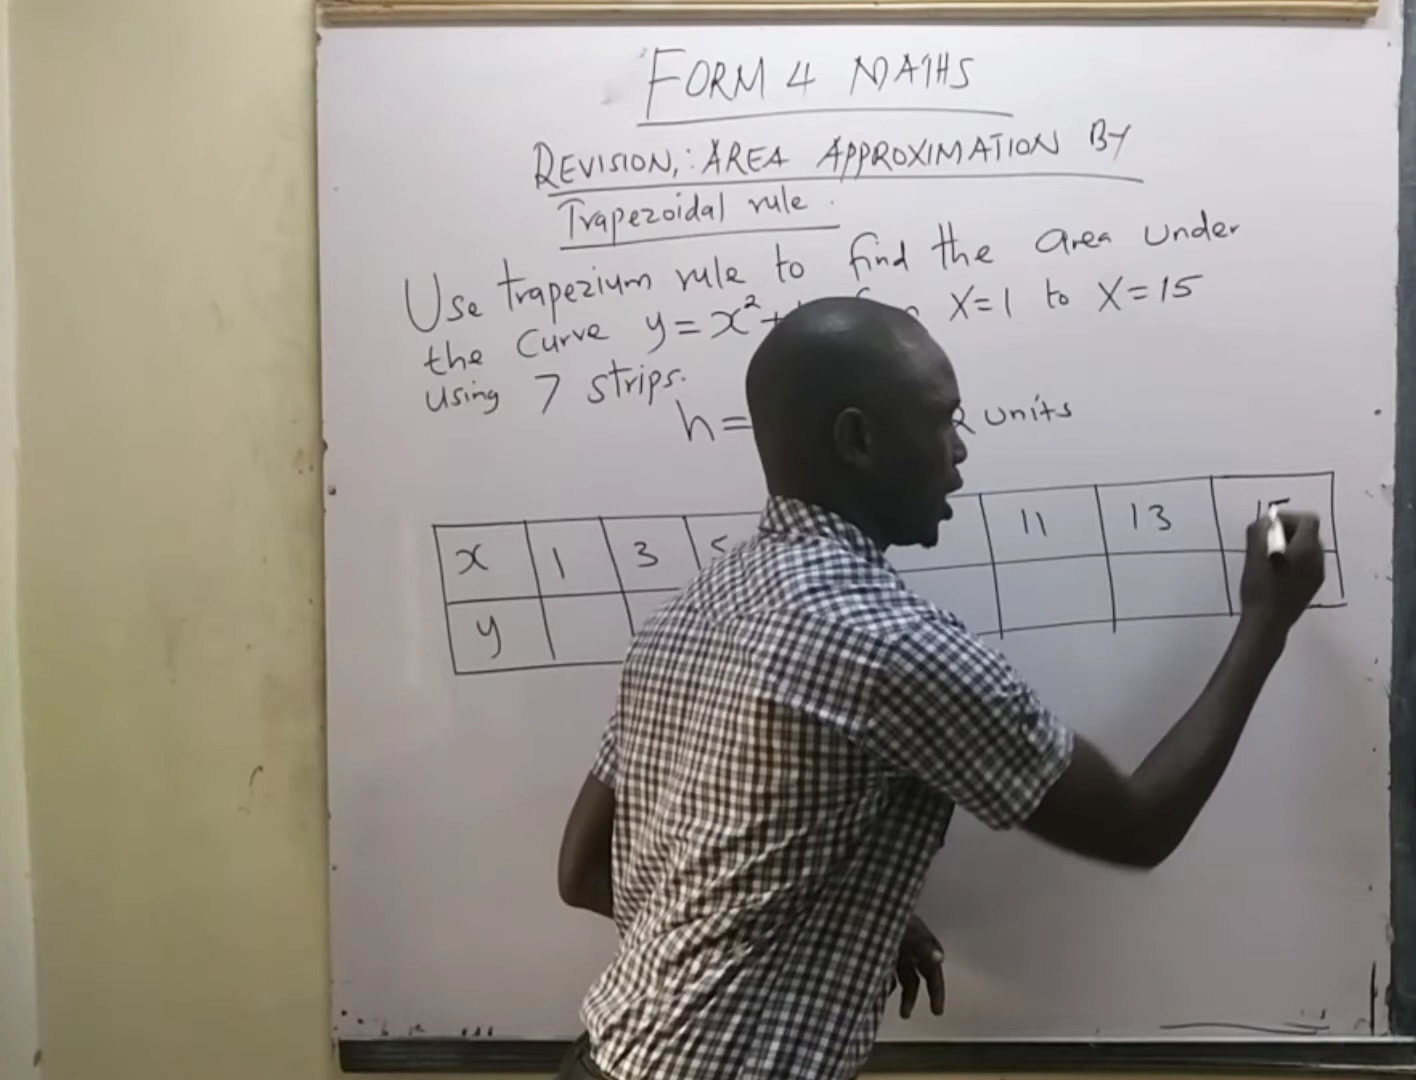 FORM 4 MATHS
REVISION,: AREA APPROXIMATION BY
Trapezoidal rule.
Use trapezium rule to find the area under
the curve y = x² + X=1 to X=15
using 7 strips.
h = 2 units
x 1 3 5 11 13 15
y